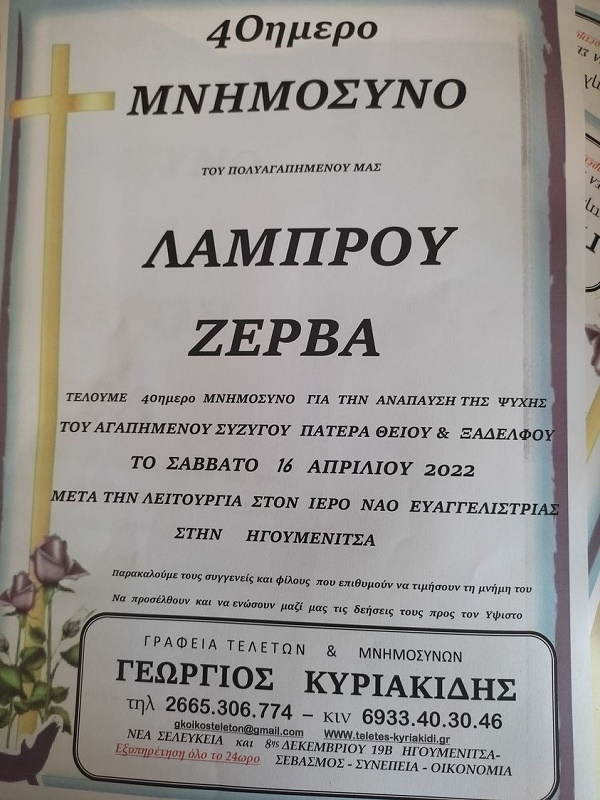 40ημερο
ΜΝΗΜΟΣΥΝΟ
ΤΟΥ ΠΟΛΥΑΓΑΠΗΜΕΝΟΥ ΜΑΣ
ΛΑΜΠΡΟΥ
ΖΕΡΒΑ
ΤΕΛΟΥΜΕ 40ημερο ΜΝΗΜΟΣΥΝΟ ΓΙΑ ΤΗΝ ΑΝΑΠΑΥΣΗ ΤΗΣ ΨΥΧΗΣ
ΤΟΥ ΑΓΑΠΗΜΕΝΟΥ ΣΥΖΥΓΟΥ ΠΑΤΕΡΑ ΘΕΙΟΥ & ΞΑΔΕΛΦΟΥ
ΤΟ ΣΑΒΒΑΤΟ 16 ΑΠΡΙΛΙΟΥ 2022
ΜΕΤΑ ΤΗΝ ΛΕΙΤΟΥΡΓΙΑ ΣΤΟΝ ΙΕΡΟ ΝΑΟ ΕΥΑΓΓΕΛΙΣΤΡΙΑΣ
ΣΤΗΝ ΗΓΟΥΜΕΝΙΤΣΑ
Παρακαλούμε τους συγγενείς και φίλους που επιθυμούν να τιμήσουν τη μνήμη του
Να προσέλθουν και να ενώσουν μαζί μας τις δεήσεις τους προς τον Υψιστο
ΓΡΑΦΕΙΑ ΤΕΛΕΤΩΝ & ΜΝΗΜΟΣΥΝΩΝ
ΓΕΩΡΓΙΟΣ ΚΥΡΙΑΚΙΔΗΣ
τηλ 2665.306.774 – κιν 6933.40.30.46
gkoikosteleton@gmail.com www.teletes-kyriakidi.gr
ΝΕΑ ΣΕΛΕΥΚΕΙΑ και 8ης ΔΕΚΕΜΒΡΙΟΥ 19Β ΗΓΟΥΜΕΝΙΤΣΑ-
Εξυπηρέτηση όλο το 24ωρο ΣΕΒΑΣΜΟΣ - ΣΥΝΕΠΕΙΑ - ΟΙΚΟΝΟΜΙΑ